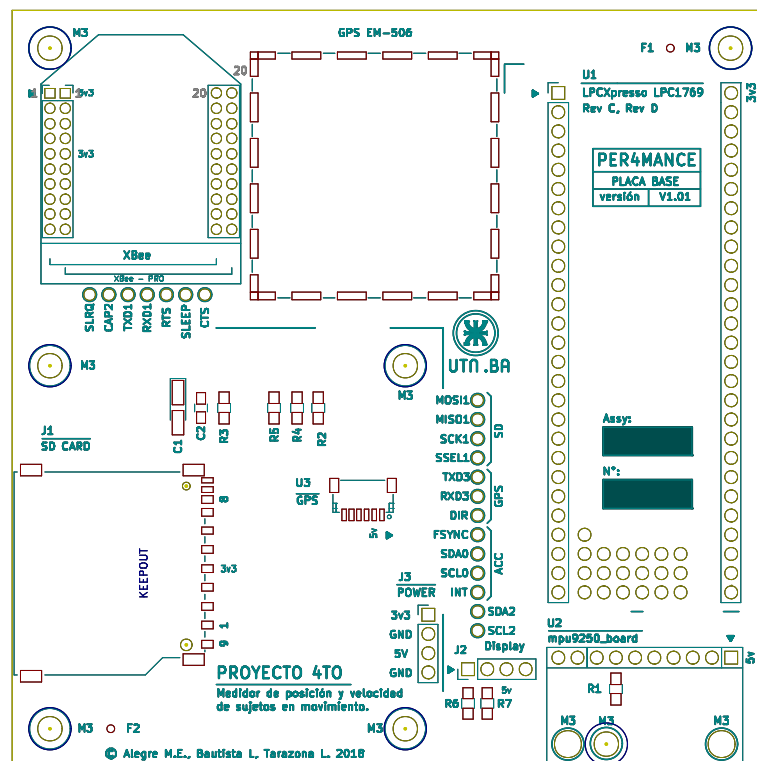 M3
GPS EM-506
F1
M3
U1
LPCXpresso LPC1769
Rev C, Rev D
3v3
20
1
1
3v3
20
3v3
PER4MANCE
PLACA BASE
versión
V1.01
XBee
XBee - PRO
SLRQ
CAP2
TXD1
RXD1
RTS
SLEEP
CTS
UTN.BA
M3
M3
C1
C2
R3
R5
R4
R2
MOSI1
MISO1
SCK1
SSEL1
SD
TXD3
RXD3
DIR
GPS
FSYNC
SDA0
SCL0
INT
ACC
SDA2
SCL2
Assy:
N°:
J1
SD CARD
8
3v3
1
9
KEEPOUT
U3
GPS
5v
J3
POWER
3v3
GND
5V
GND
J2
Display
5v
R6
R7
U2
mpu9250_board
5v
R1
M3
M3
M3
PROYECTO 4TO
Medidor de posición y velocidad
de sujetos en movimiento.
M3
F2
M3
© Alegre M.E., Bautista L, Tarazona L. 2018